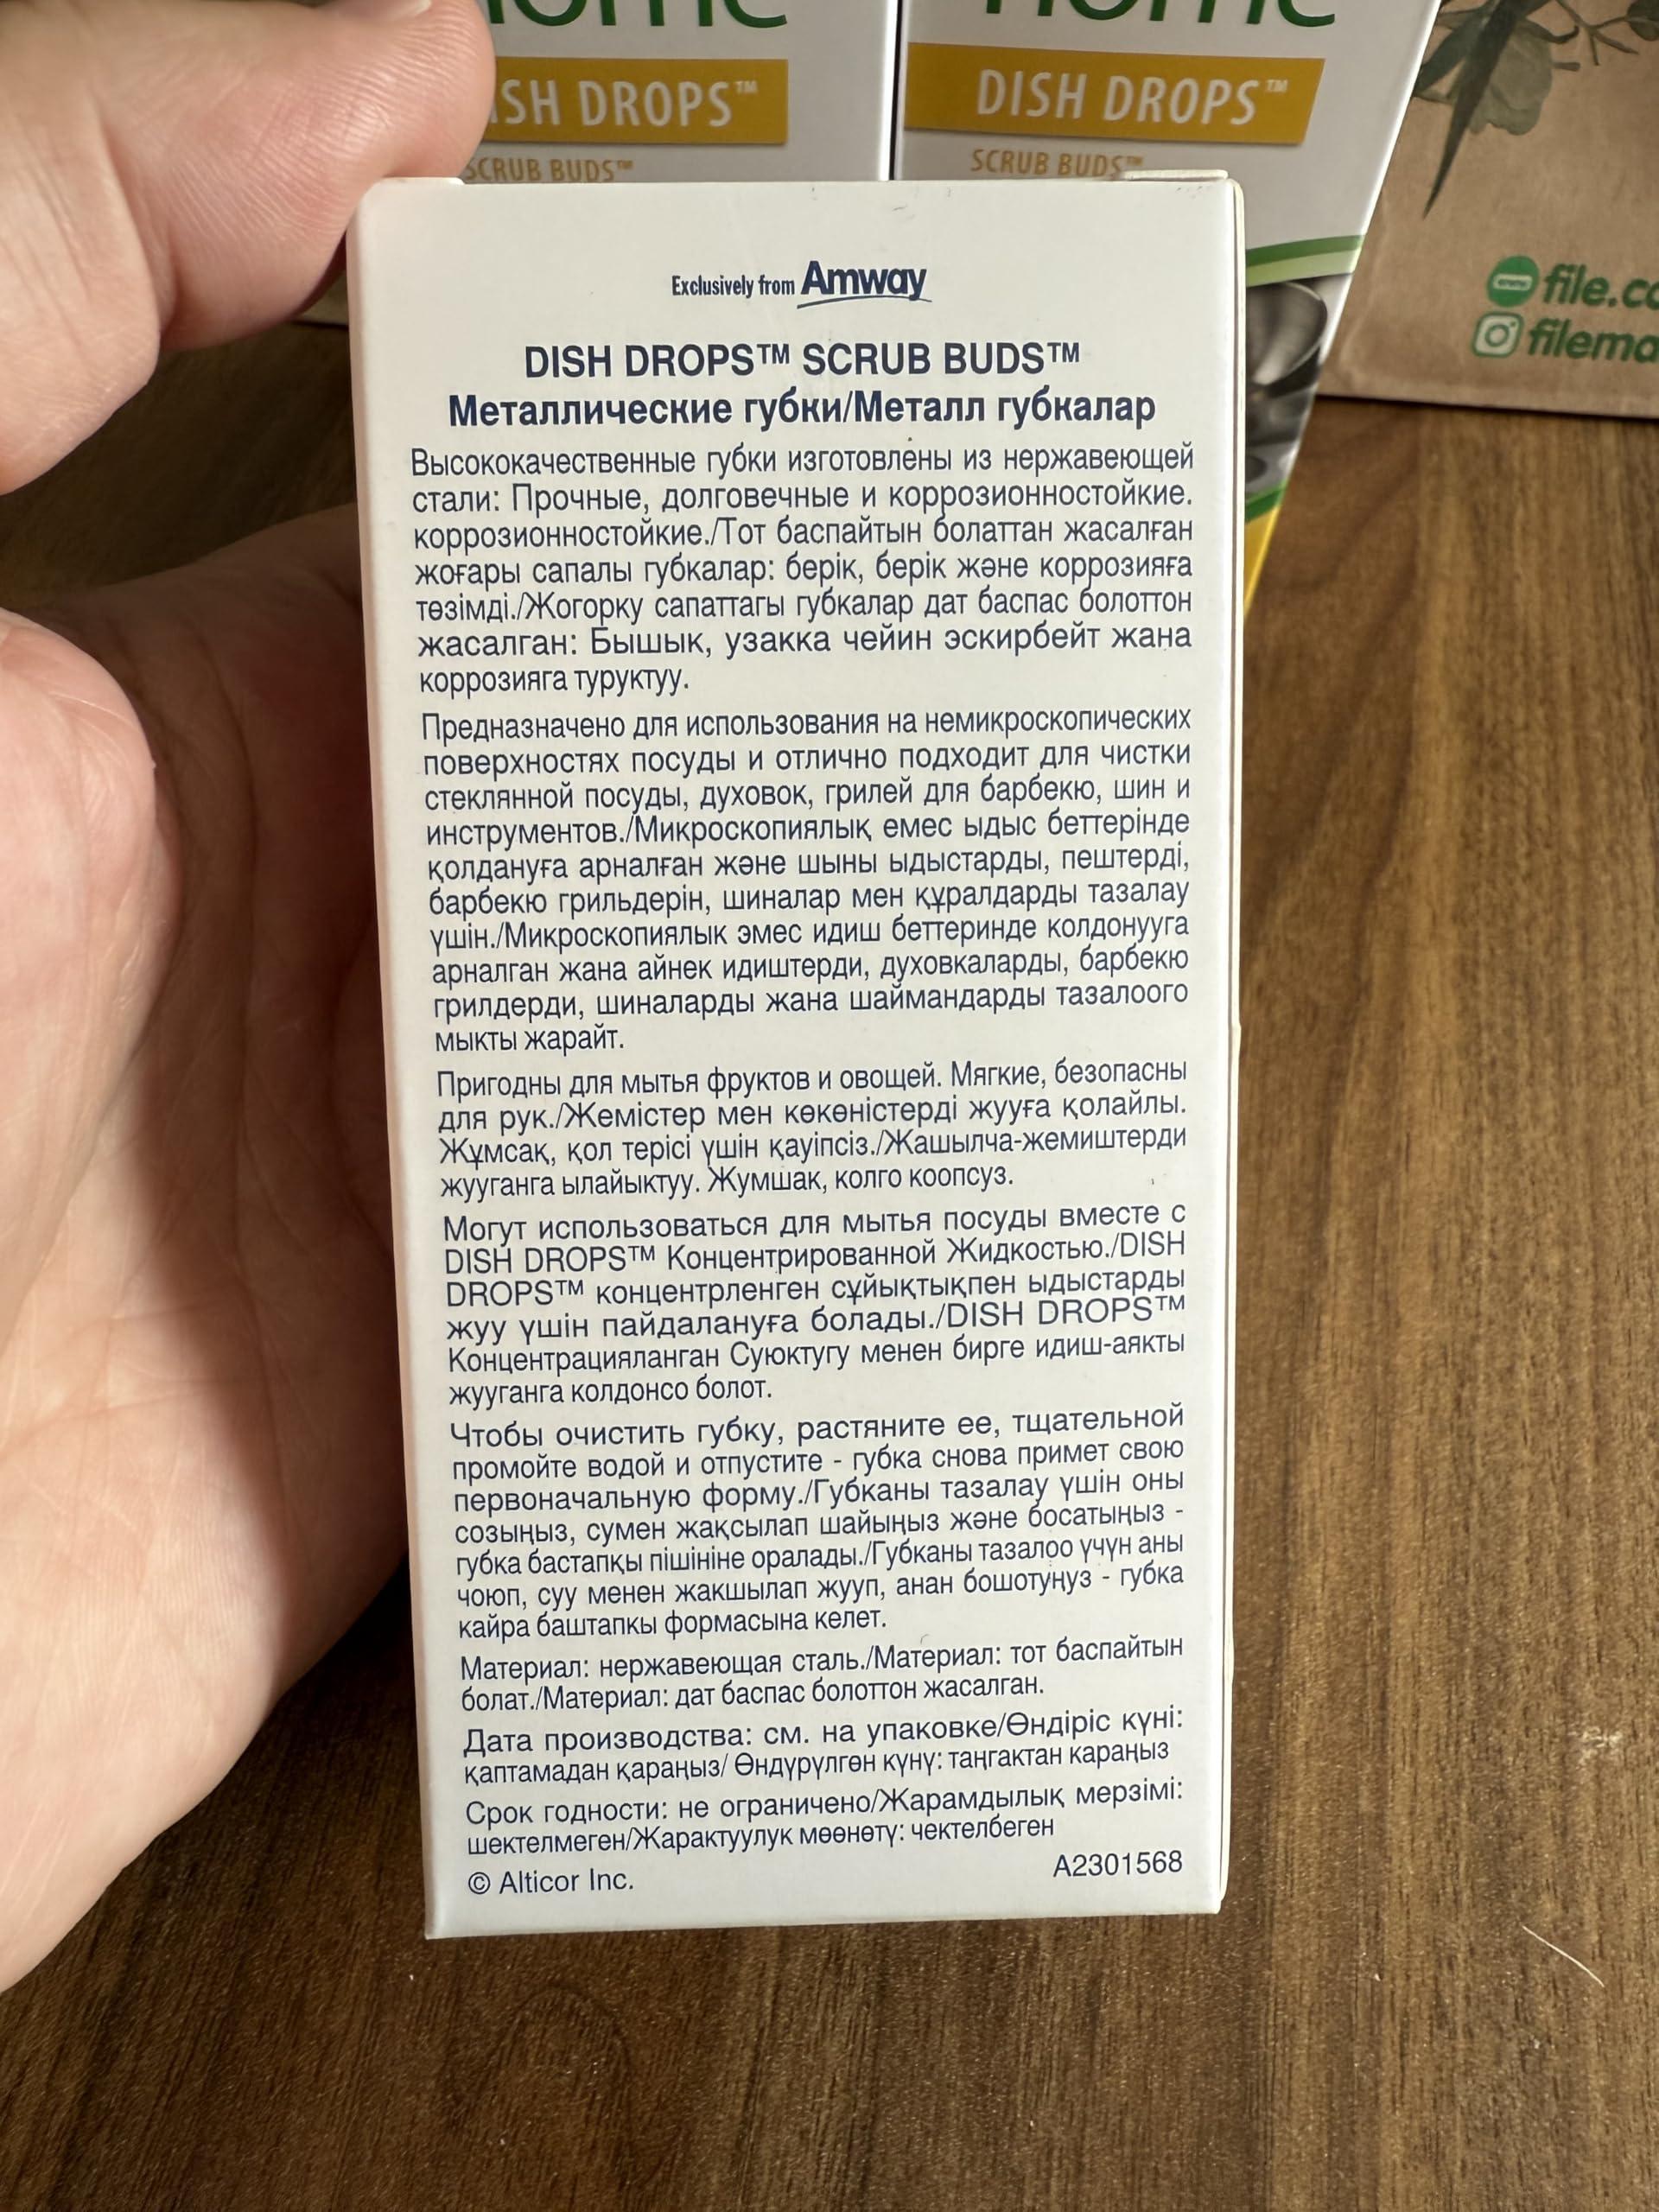 home
home
ISH DROPS™
DISH DROPS™
SCRUB BUDS™
SCRUB BUDS™
Exclusively from Amway
DISH DROPS™ SCRUB BUDS™
Металлические губки/Металл губкалар
Высококачественные губки изготовлены из нержавеющей
стали: Прочные, долговечные и коррозионностойкие.
коррозионностойкие./Тот баспайтын болаттан жасалған
жоғары сапалы губкалар: берік, берік және коррозияға
төзімді./Жогорку сапаттагы губкалар дат баспас болоттон
жасалган: Бышык, узакка чейин эскирбейт жана
коррозияга туруктуу.
Предназначено для использования на немикроскопических
поверхностях посуды и отлично подходит для чистки
стеклянной посуды, духовок, грилей для барбекю, шин и
инструментов./Микроскопиялық емес ыдыс беттерінде
қолдануға арналған және шыны ыдыстарды, пештерді,
барбекю грильдерін, шиналар мен құралдарды тазалау
үшін./Микроскопиялык эмес идиш беттеринде колдонууга
арналган жана айнек идиштерди, духовкаларды, барбекю
грилдерди, шиналарды жана шаймандарды тазалоого
мыкты жарайт.
Пригодны для мытья фруктов и овощей. Мягкие, безопасны
для рук./Жемістер мен көкөністерді жууға қолайлы.
Жұмсақ, қол терісі үшін қауіпсіз./Жашылча-жемиштерди
жууганга ылайыктуу. Жумшак, колго коопсуз.
Могут использоваться для мытья посуды вместе с
DISH DROPS™ Концентрированной Жидкостью./DISH
DROPS™ концентрленген сұйықтықпен ыдыстарды
жуу үшін пайдалануға болады./DISH DROPS™
Концентрацияланган Суюктугу менен бирге идиш-аякты
жууганга колдонсо болот.
Чтобы очистить губку, растяните ее, тщательной
промойте водой и отпустите - губка снова примет свою
первоначальную форму./Губканы тазалау үшін оны
созыңыз, сумен жақсылап шайыңыз және босатыңыз -
губка бастапқы пішініне оралады./Губканы тазалоо үчүн аны
чоюп, суу менен жакшылап жууп, анан бошотуңуз - губка
кайра баштапкы формасына келет.
Материал: нержавеющая сталь./Материал: тот баспайтын
болат./Материал: дат баспас болоттон жасалган.
Дата производства: см. на упаковке/Өндіріс күні:
қаптамадан қараңыз/ Өндүрүлгөн күнү: таңгактан караңыз
Срок годности: не ограничено/Жарамдылық мерзімі:
шектелмеген/Жарактуулук мөөнөтү: чектелбеген
© Alticor Inc.
A2301568
www
file.co
filema